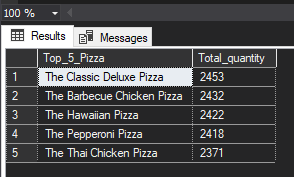 100 %
Results Messages
Top_5_Pizza Total_quantity
1 The Classic Deluxe Pizza 2453
2 The Barbecue Chicken Pizza 2432
3 The Hawaiian Pizza 2422
4 The Pepperoni Pizza 2418
5 The Thai Chicken Pizza 2371